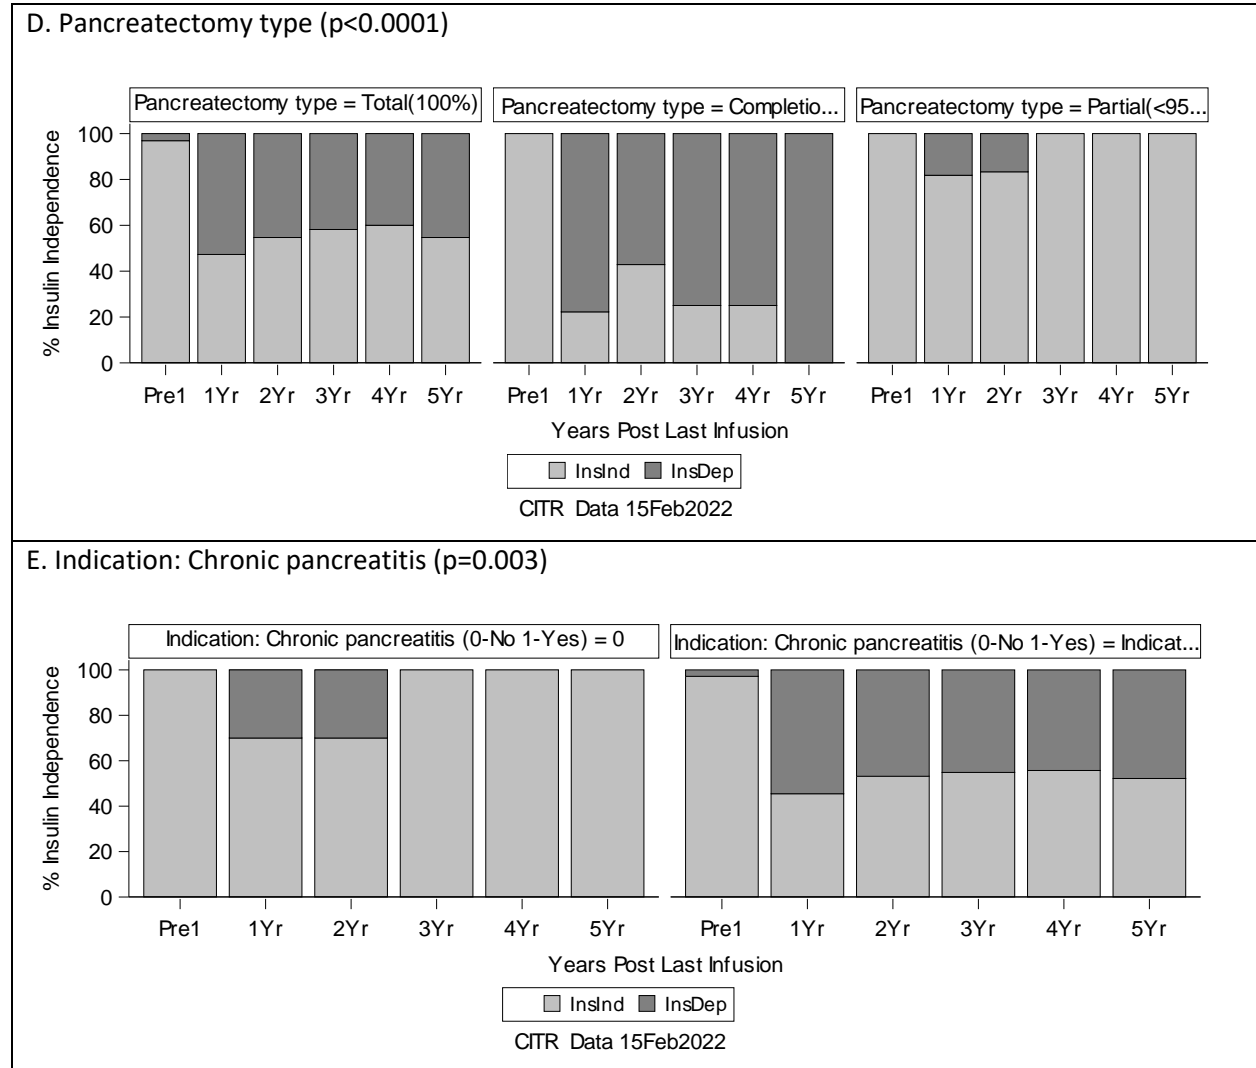 D. Pancreatectomy type (p<0.0001)
Pancreatectomy type = Total(100%) Pancreatectomy type = Completio... Pancreatectomy type = Partial(<95...
% Insulin Independence
100
80
60
40
20
0
Pre1 1Yr 2Yr 3Yr 4Yr 5Yr Pre1 1Yr 2Yr 3Yr 4Yr 5Yr Pre1 1Yr 2Yr 3Yr 4Yr 5Yr
Years Post Last Infusion
InsInd InsDep
CITR Data 15Feb2022
E. Indication: Chronic pancreatitis (p=0.003)
Indication: Chronic pancreatitis (0-No 1-Yes) = 0 Indication: Chronic pancreatitis (0-No 1-Yes) = Indicat...
% Insulin Independence
100
80
60
40
20
0
Pre1 1Yr 2Yr 3Yr 4Yr 5Yr Pre1 1Yr 2Yr 3Yr 4Yr 5Yr
Years Post Last Infusion
InsInd InsDep
CITR Data 15Feb2022